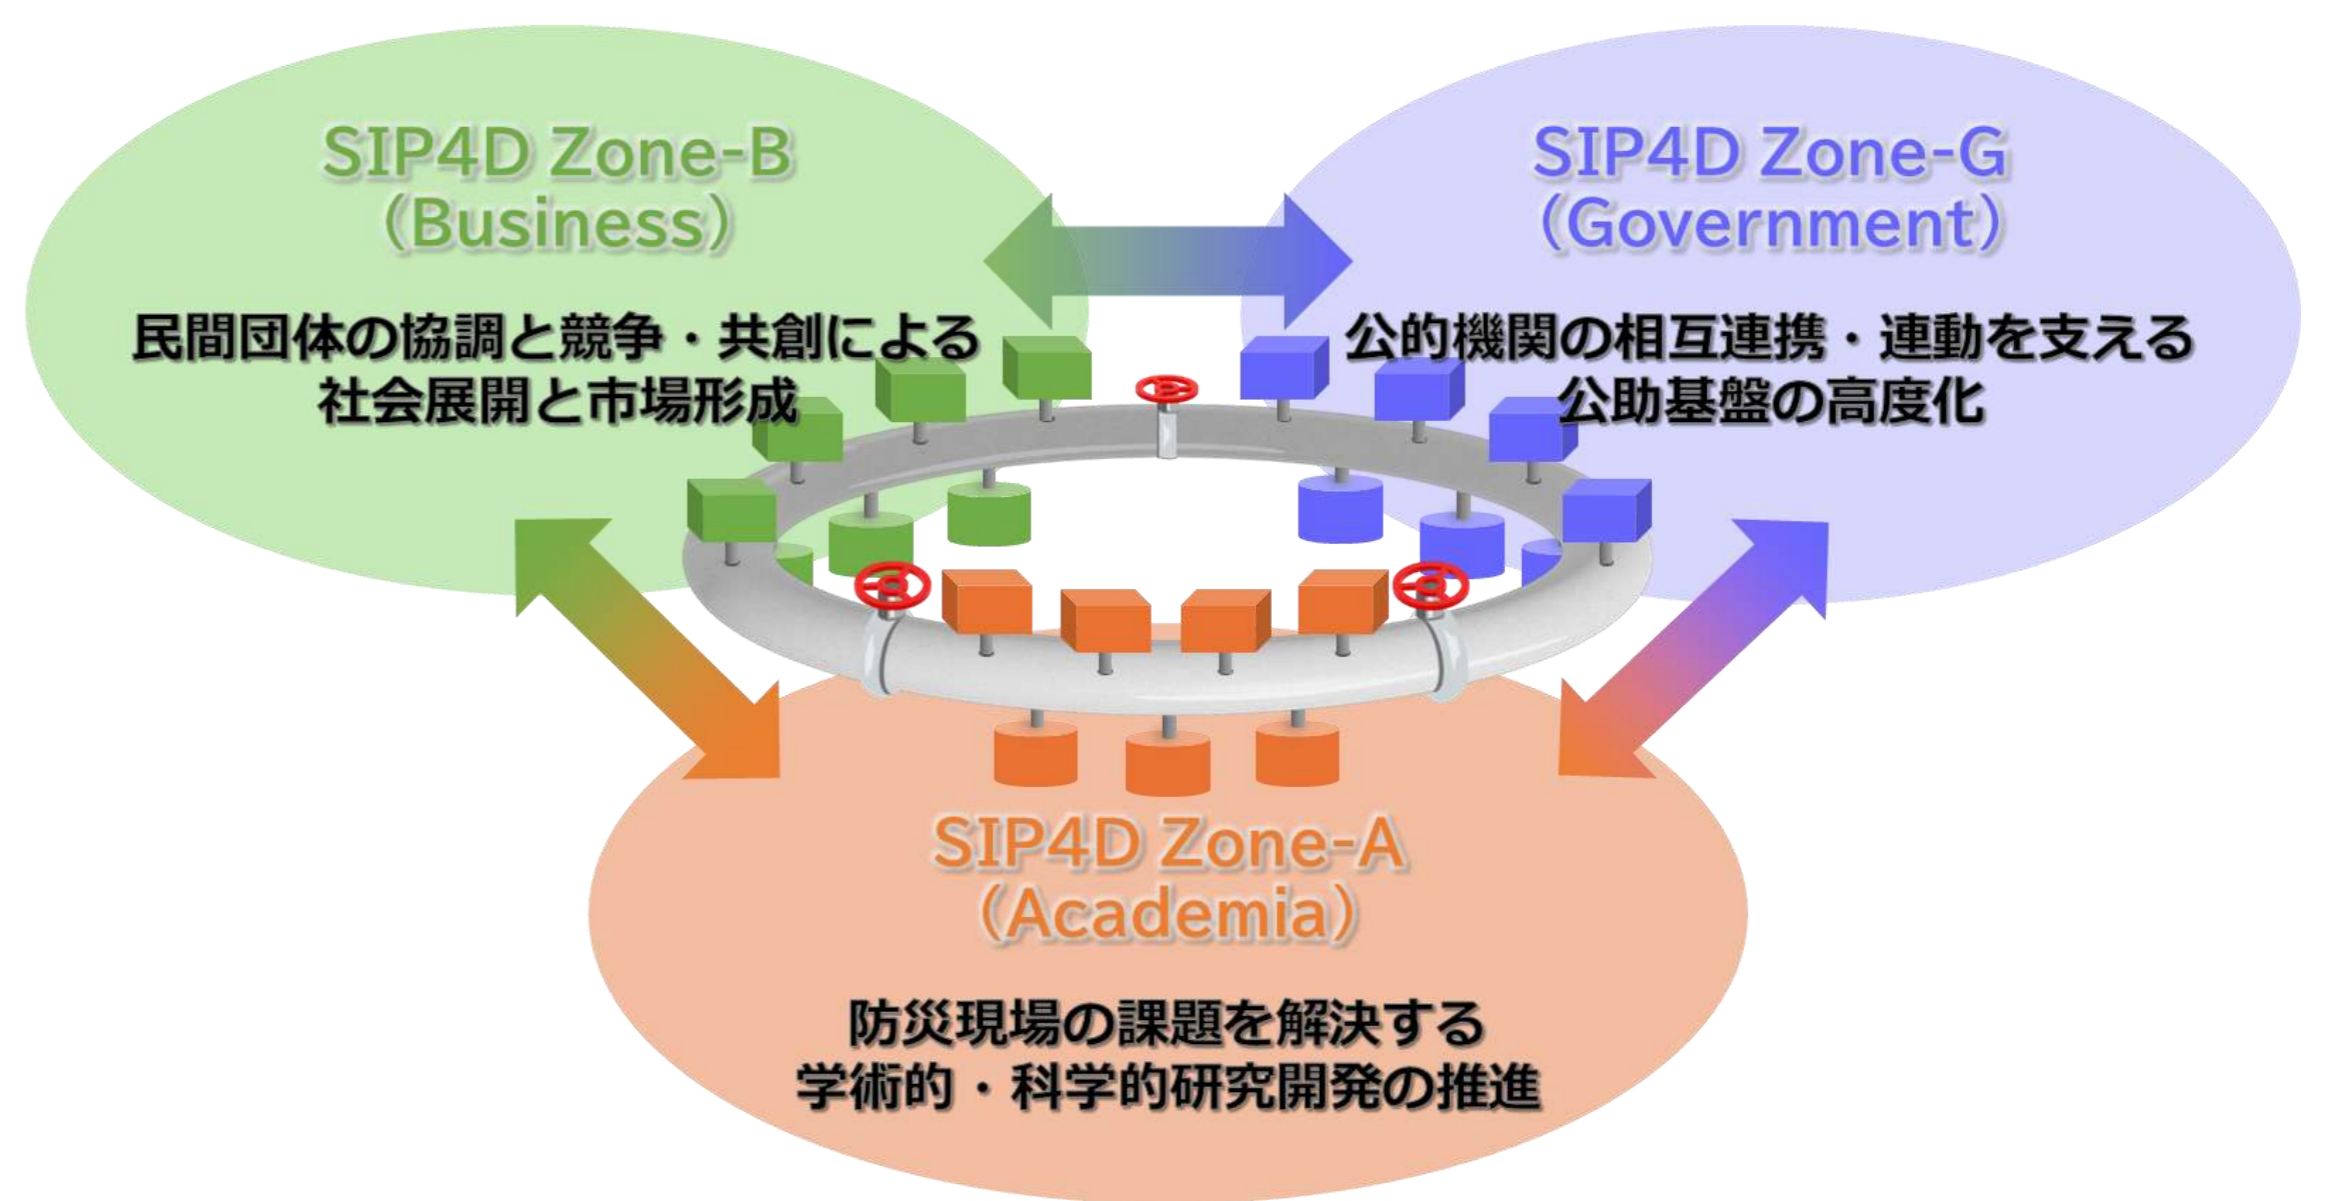 SIP4D Zone-B
（Business）
民間団体の協調と競争・共創による
社会展開と市場形成
SIP4D Zone-G
（Government）
公的機関の相互連携・連動を支える
公助基盤の高度化
SIP4D Zone-A
（Academia）
防災現場の課題を解決する
学術的・科学的研究開発の推進